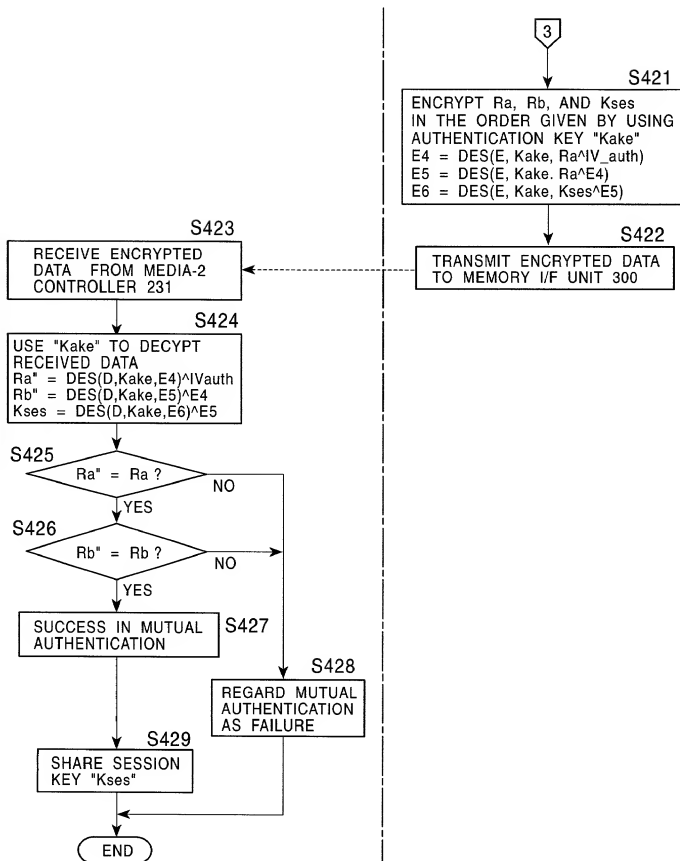 3
S421
ENCRYPT Ra, Rb, AND Kses
IN THE ORDER GIVEN BY USING
AUTHENTICATION KEY "Kake"
E4 = DES(E, Kake, Ra^IV_auth)
E5 = DES(E, Kake. Ra^E4)
E6 = DES(E, Kake, Kses^E5)
S422
TRANSMIT ENCRYPTED DATA
TO MEMORY I/F UNIT 300
S423
RECEIVE ENCRYPTED
DATA FROM MEDIA-2
CONTROLLER 231
S424
USE "Kake" TO DECYPT
RECEIVED DATA
Ra" = DES(D,Kake,E4)^IVauth
Rb" = DES(D,Kake,E5)^E4
Kses = DES(D,Kake,E6)^E5
S425
Ra" = Ra ?
NO
YES
S426
Rb" = Rb ?
NO
YES
SUCCESS IN MUTUAL
AUTHENTICATION
S427
S428
REGARD MUTUAL
AUTHENTICATION
AS FAILURE
S429
SHARE SESSION
KEY "Kses"
END